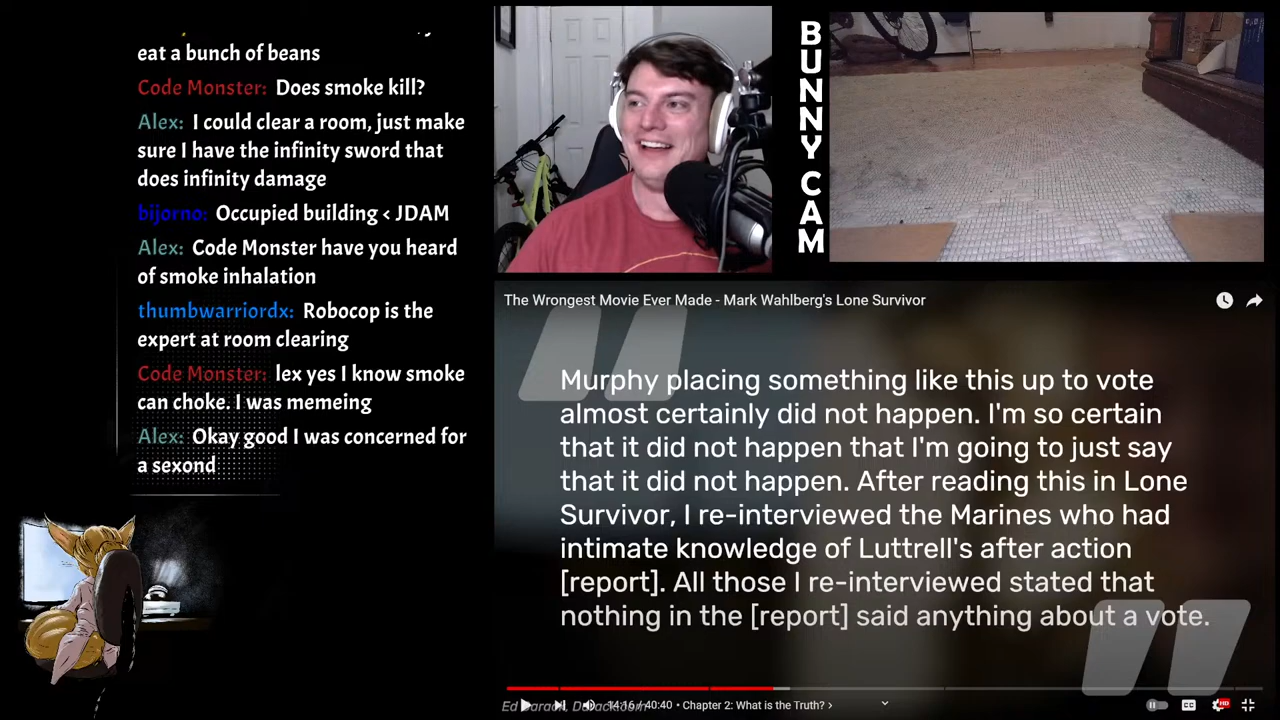 eat a bunch of beans
Code Monster: Does smoke kill?
Alex: I could clear a room, just make
sure I have the infinity sword that
does infinity damage
bijorno: Occupied building < JDAM
Alex: Code Monster have you heard
of smoke inhalation
thumbwarriordx: Robocop is the
expert at room clearing
Code Monster: lex yes I know smoke
can choke. I was memeing
Alex: Okay good I was concerned for
a sexond
BUNNY CAM
The Wrongest Movie Ever Made - Mark Wahlberg's Lone Survivor
Murphy placing something like this up to vote
almost certainly did not happen. I'm so certain
that it did not happen that I'm going to just say
that it did not happen. After reading this in Lone
Survivor, I re-interviewed the Marines who had
intimate knowledge of Luttrell's after action
[report]. All those I re-interviewed stated that
nothing in the [report] said anything about a vote.
14:16 / 40:40 • Chapter 2: What is the Truth? ›
CC
HD